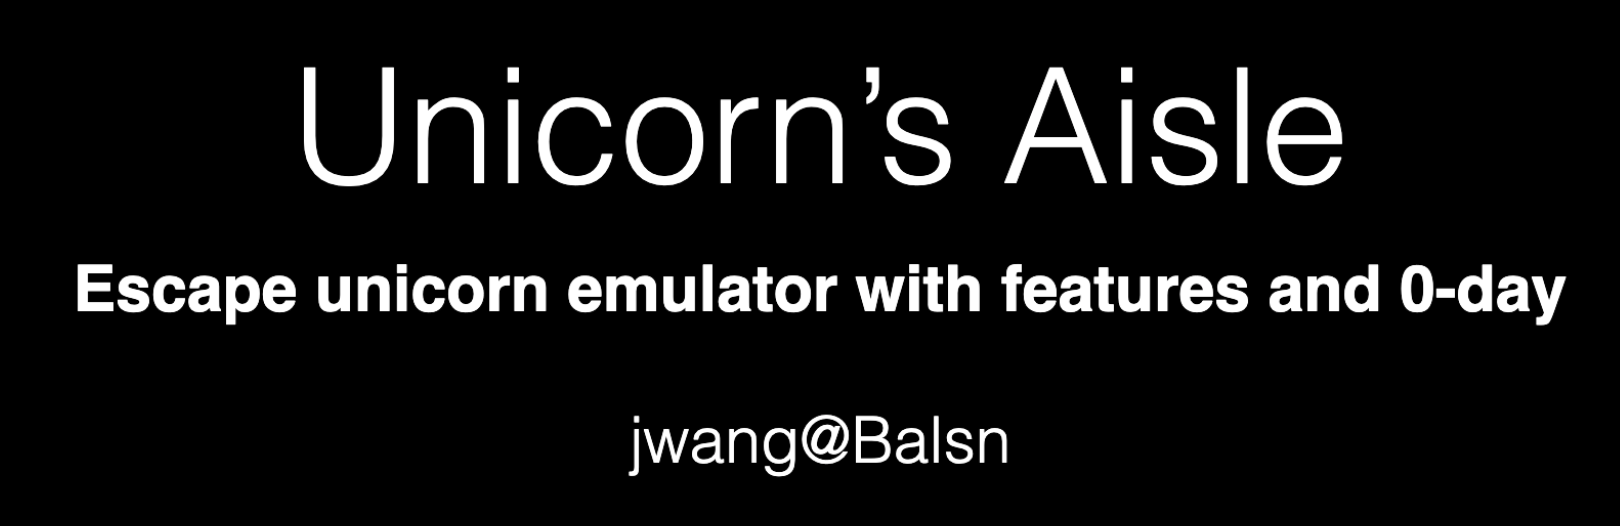 Unicorn’s Aisle
Escape unicorn emulator with features and 0-day
jwang@Balsn